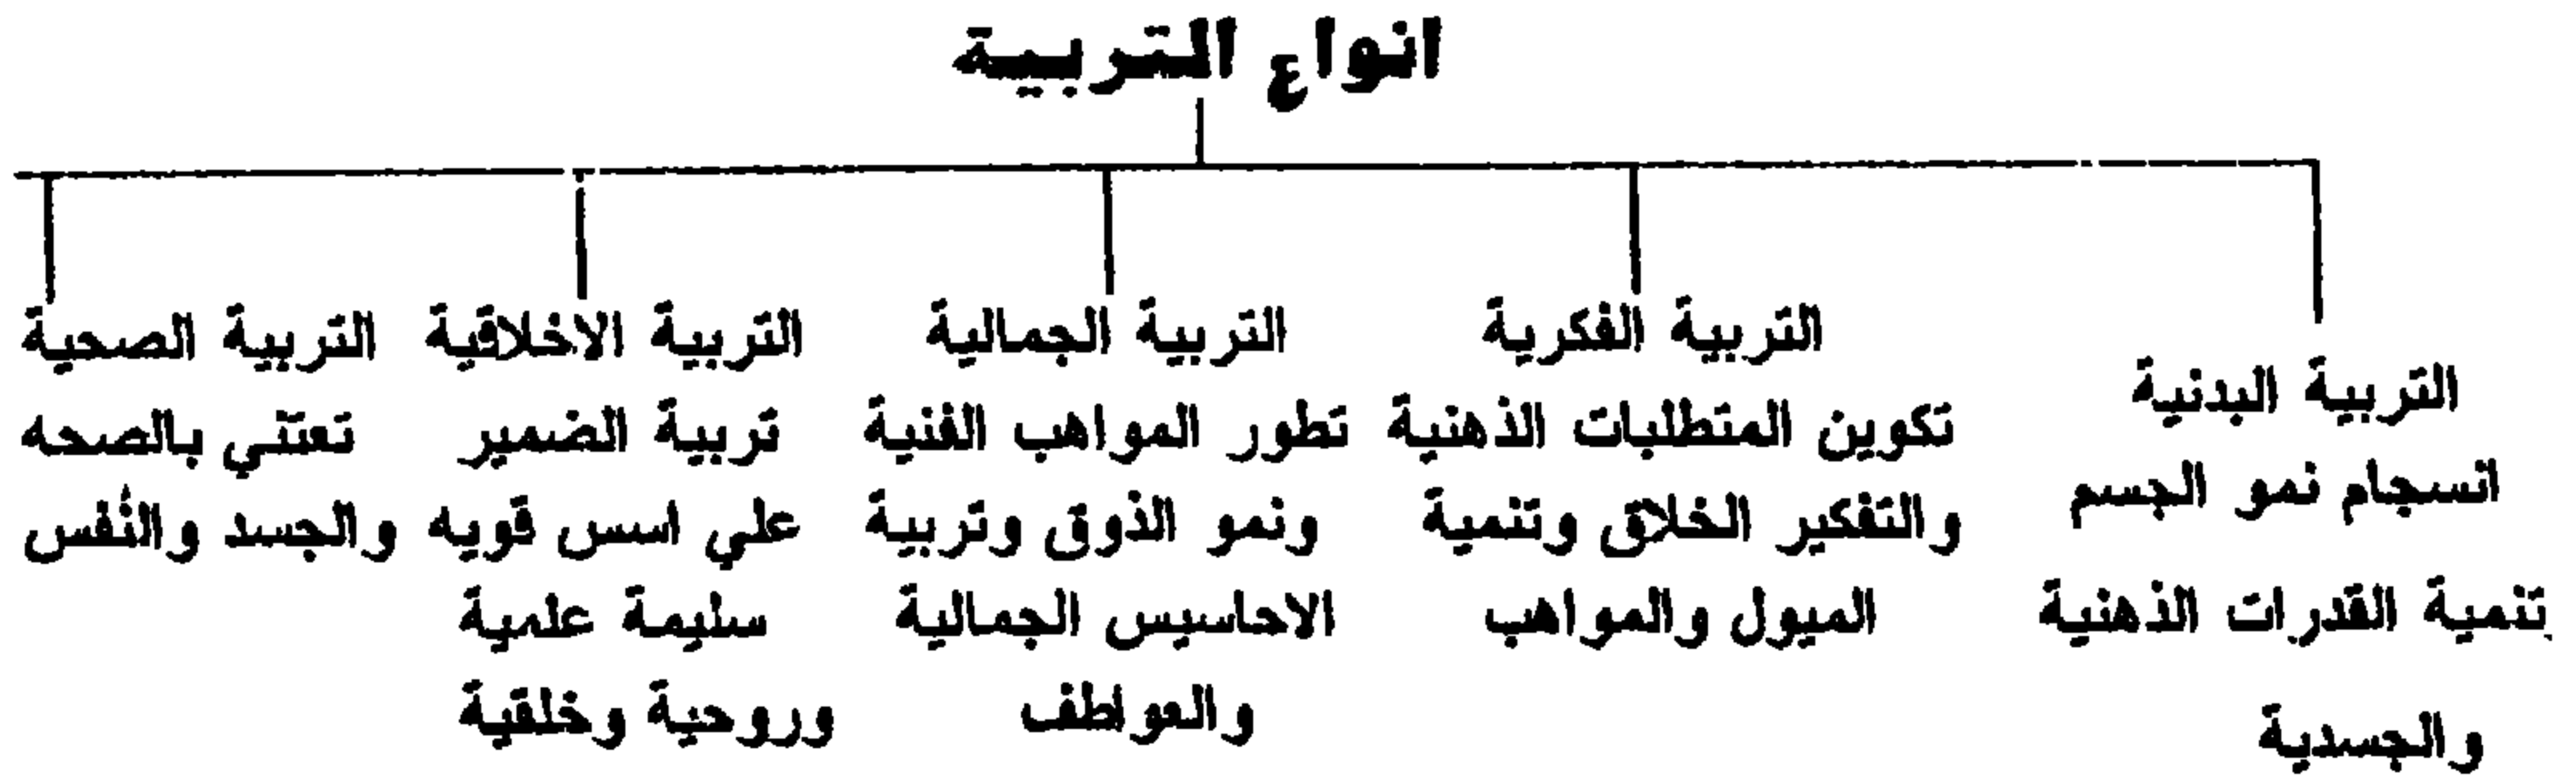 انواع التربية
التربية البدنية
انسجام نمو الجسم
تنمية القدرات الذهنية
والجسدية
التربية الفكرية
تكوين المتطلبات الذهنية
والتفكير الخلاق وتنمية
الميول والمواهب
التربية الجمالية
تطور المواهب الفنية
ونمو الذوق وتربية
الاحاسيس الجمالية
والعواطف
التربية الاخلاقية
تربية الضمير
علي اسس قويه
سليمة علمية
وروحية وخلقية
التربية الصحية
تعتني بالصحه
والجسد والنفس